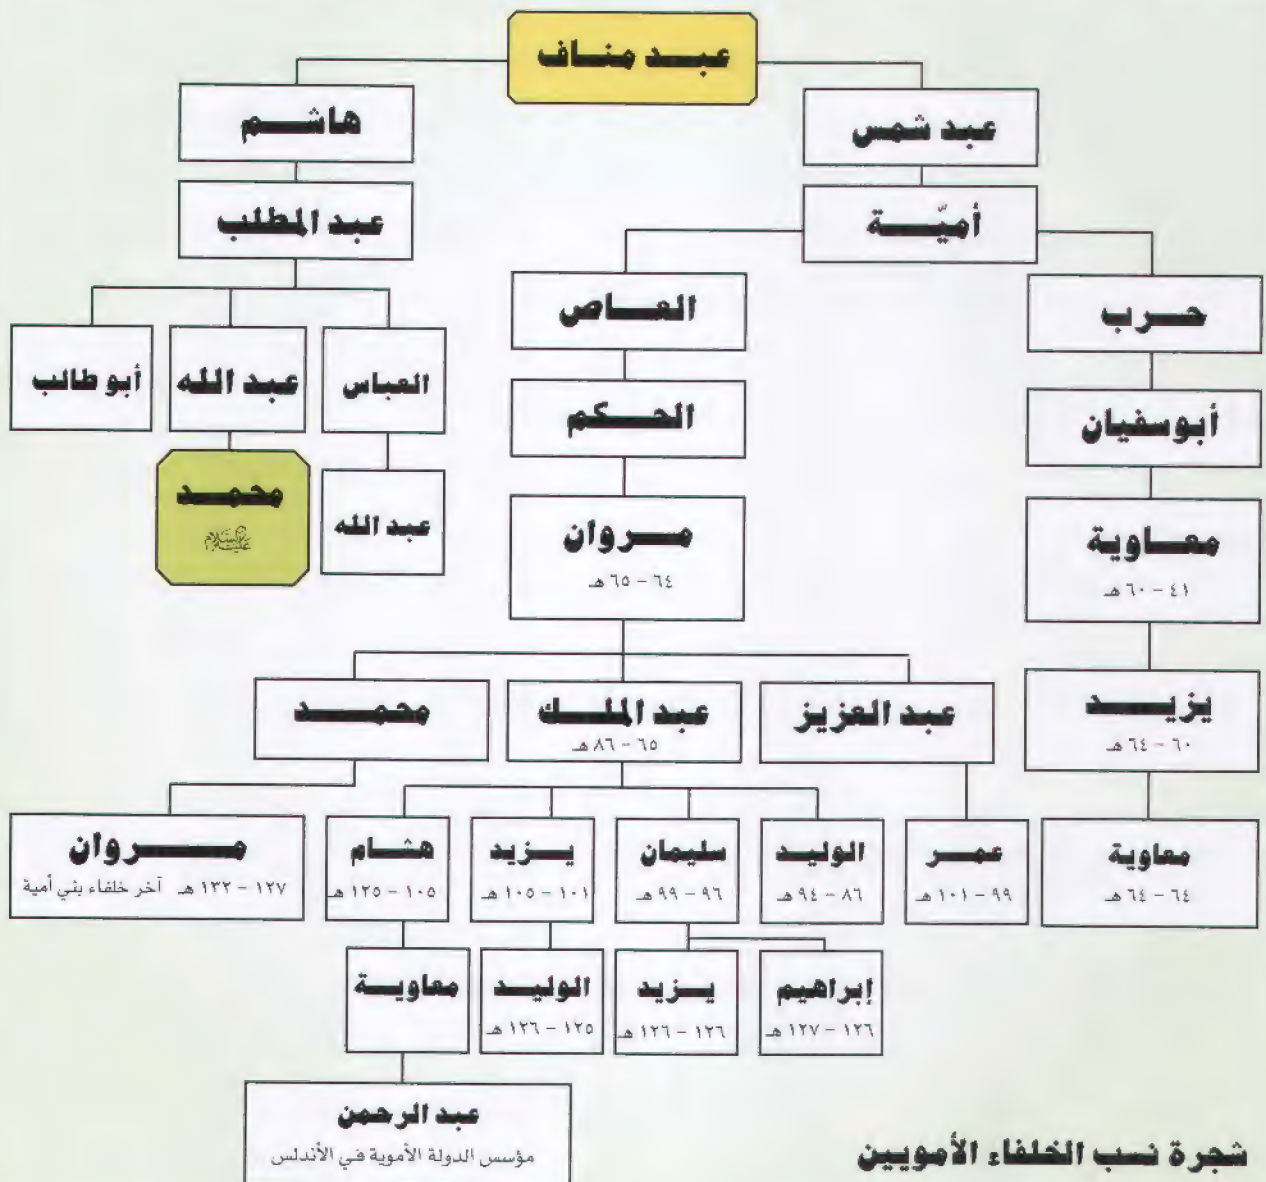 عبد مناف
عبد شمس
هاشم
أميّة
عبد المطلب
حرب
العاص
العباس
عبد الله
أبو طالب
أبو سفيان
الحكم
معاوية
٤١ - ٦٠ هـ
مروان
٦٤ - ٦٥ هـ
عبد الله
محمد
عليه السلام
يزيد
٦٠ - ٦٤ هـ
عبد العزيز
عبد الملك
٦٥ - ٨٦ هـ
محمد
معاوية
٦٤ - ٦٤ هـ
عمر
٩٩ - ١٠١ هـ
الوليد
٨٦ - ٩٤ هـ
سليمان
٩٦ - ٩٩ هـ
يزيد
١٠١ - ١٠٥ هـ
هشام
١٠٥ - ١٢٥ هـ
مروان
١٢٧ - ١٣٢ هـ آخر خلفاء بني أمية
إبراهيم
١٢٦ - ١٢٧ هـ
يزيد
١٢٦ - ١٢٦ هـ
الوليد
١٢٥ - ١٢٦ هـ
معاوية
عبد الرحمن
مؤسس الدولة الأموية في الأندلس
شجرة نسب الخلفاء الأمويين